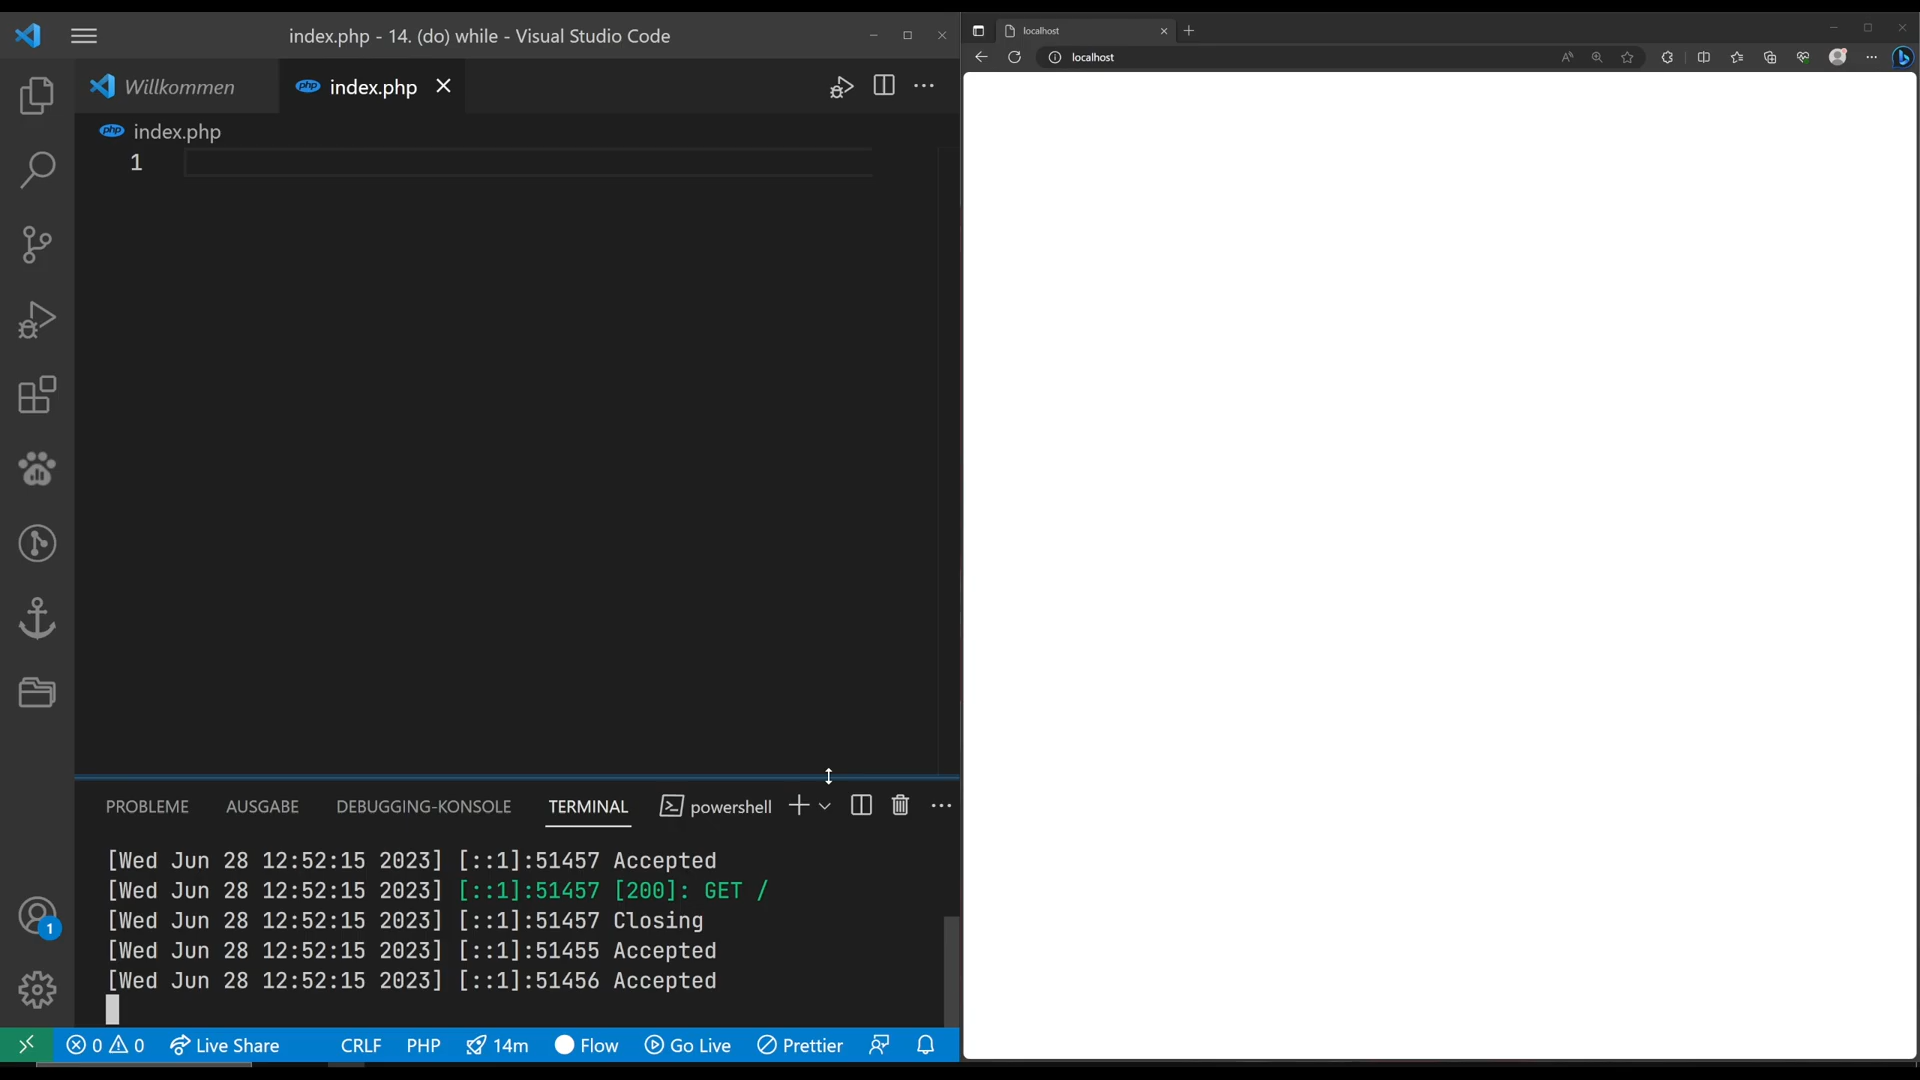 index.php - 14. (do) while - Visual Studio Code
Willkommen
index.php
index.php
1
PROBLEME AUSGABE DEBUGGING-KONSOLE TERMINAL powershell
[Wed Jun 28 12:52:15 2023] [::1]:51457 Accepted
[Wed Jun 28 12:52:15 2023] [::1]:51457 [200]: GET /
[Wed Jun 28 12:52:15 2023] [::1]:51457 Closing
[Wed Jun 28 12:52:15 2023] [::1]:51455 Accepted
[Wed Jun 28 12:52:15 2023] [::1]:51456 Accepted
1
0 0 Live Share CRLF PHP 14m Flow Go Live Prettier
localhost
localhost